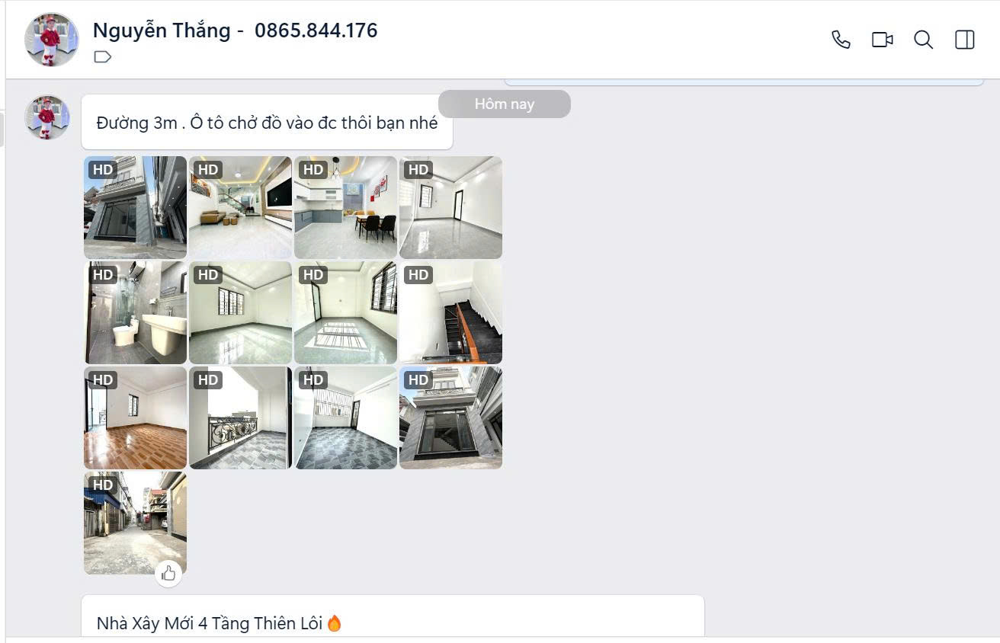 Nguyễn Thắng - 0865.844.176
Hôm nay
Đường 3m . Ô tô chở đồ vào đc thôi bạn nhé
HD HD HD HD
HD HD HD HD
HD HD HD HD
HD
Nhà Xây Mới 4 Tầng Thiên Lôi 🔥